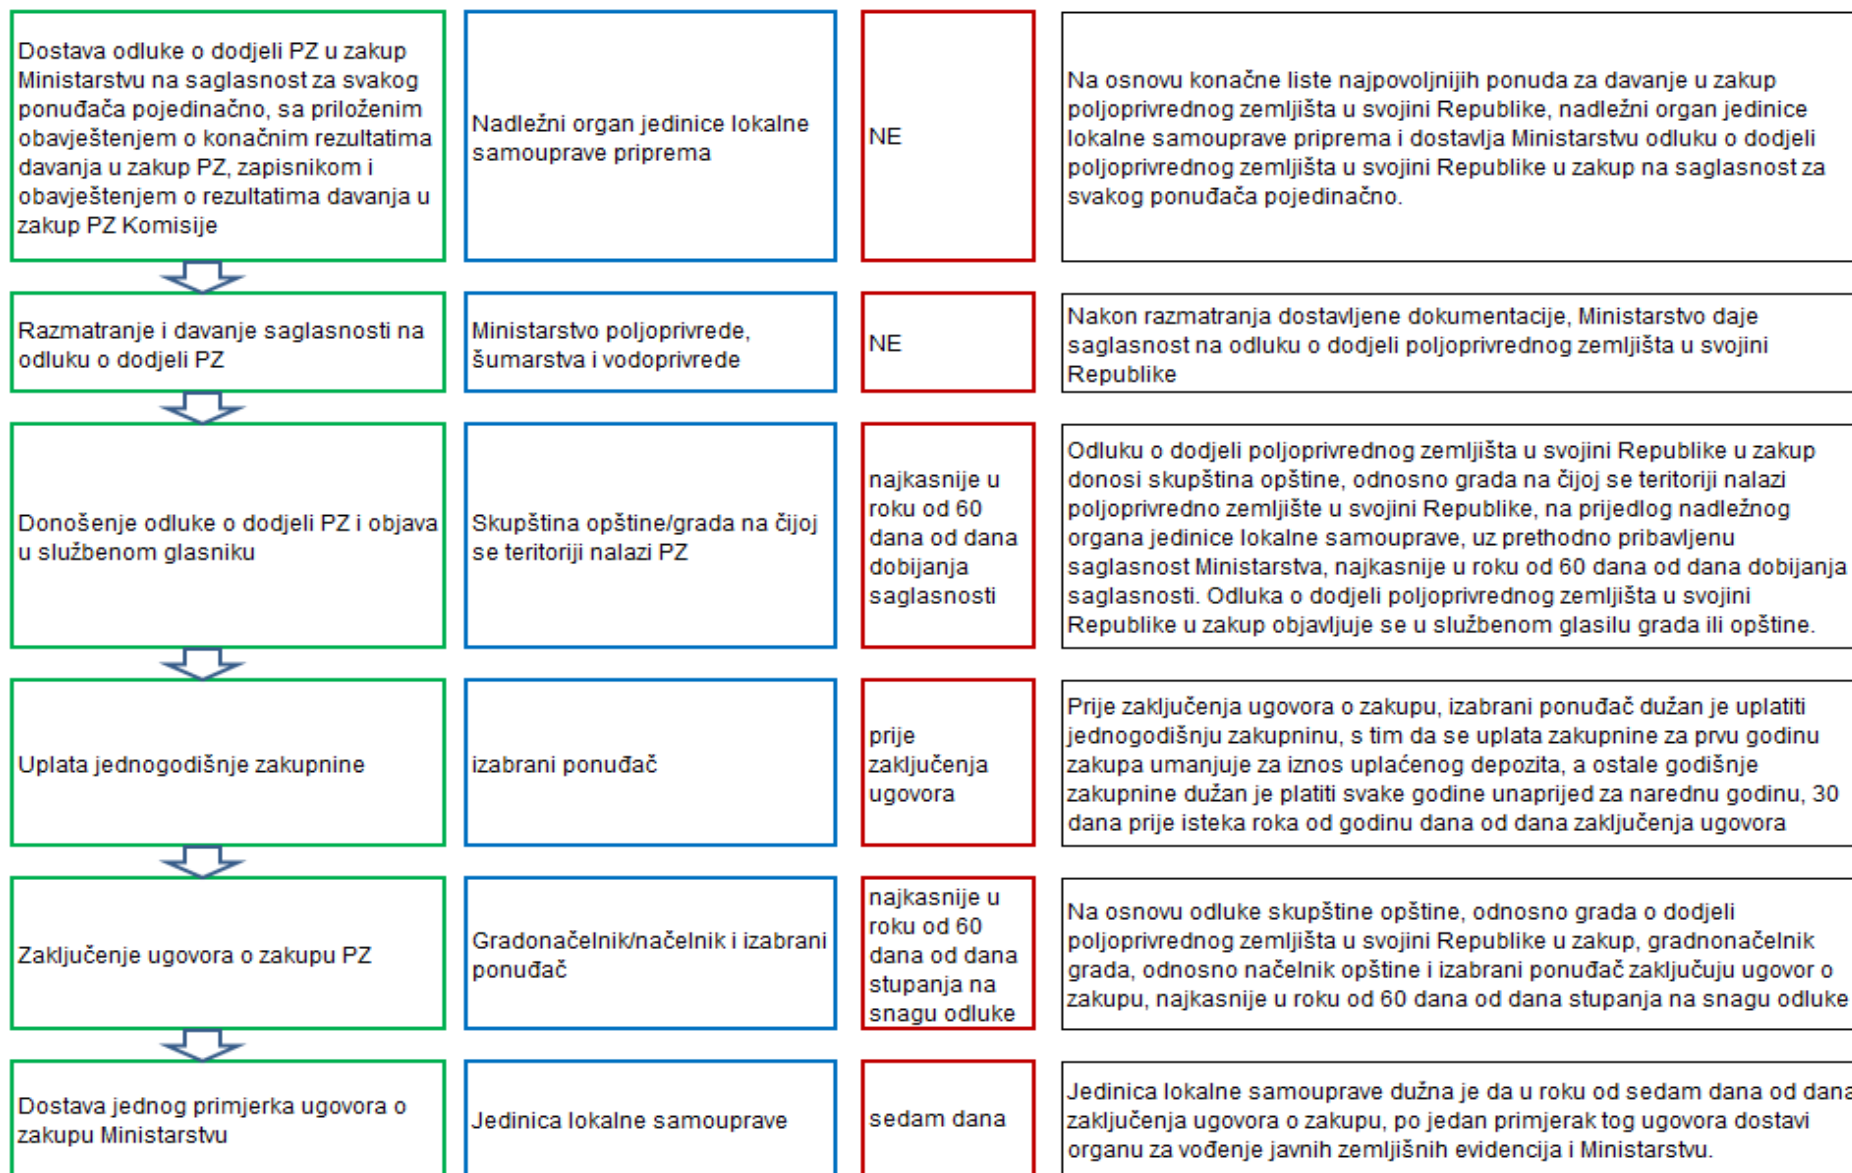 Dostava odluke o dodjeli PZ u zakup
Ministarstvu na saglasnost za svakog
ponuđača pojedinačno, sa priloženim
obavještenjem o konačnim rezultatima
davanja u zakup PZ, zapisnikom i
obavještenjem o rezultatima davanja u
zakup PZ Komisije
Nadležni organ jedinice lokalne
samouprave priprema
NE
Na osnovu konačne liste najpovoljnijih ponuda za davanje u zakup
poljoprivrednog zemljišta u svojini Republike, nadležni organ jedinice
lokalne samouprave priprema i dostavlja Ministarstvu odluku o dodjeli
poljoprivrednog zemljišta u svojini Republike u zakup na saglasnost za
svakog ponuđača pojedinačno.
Razmatranje i davanje saglasnosti na
odluku o dodjeli PZ
Ministarstvo poljoprivrede,
šumarstva i vodoprivrede
NE
Nakon razmatranja dostavljene dokumentacije, Ministarstvo daje
saglasnost na odluku o dodjeli poljoprivrednog zemljišta u svojini
Republike
Donošenje odluke o dodjeli PZ i objava
u službenom glasniku
Skupština opštine/grada na čijoj
se teritoriji nalazi PZ
najkasnije u
roku od 60
dana od dana
dobijanja
saglasnosti
Odluku o dodjeli poljoprivrednog zemljišta u svojini Republike u zakup
donosi skupština opštine, odnosno grada na čijoj se teritoriji nalazi
poljoprivredno zemljište u svojini Republike, na prijedlog nadležnog
organa jedinice lokalne samouprave, uz prethodno pribavljenu
saglasnost Ministarstva, najkasnije u roku od 60 dana od dana dobijanja
saglasnosti. Odluka o dodjeli poljoprivrednog zemljišta u svojini
Republike u zakup objavljuje se u službenom glasilu grada ili opštine.
Uplata jednogodišnje zakupnine
izabrani ponuđač
prije
zaključenja
ugovora
Prije zaključenja ugovora o zakupu, izabrani ponuđač dužan je uplatiti
jednogodišnju zakupninu, s tim da se uplata zakupnine za prvu godinu
zakupa umanjuje za iznos uplaćenog depozita, a ostale godišnje
zakupnine dužan je platiti svake godine unaprijed za narednu godinu, 30
dana prije isteka roka od godinu dana od dana zaključenja ugovora
Zaključenje ugovora o zakupu PZ
Gradonačelnik/načelnik i izabrani
ponuđač
najkasnije u
roku od 60
dana od dana
stupanja na
snagu odluke
Na osnovu odluke skupštine opštine, odnosno grada o dodjeli
poljoprivrednog zemljišta u svojini Republike u zakup, gradnonačelnik
grada, odnosno načelnik opštine i izabrani ponuđač zaključuju ugovor o
zakupu, najkasnije u roku od 60 dana od dana stupanja na snagu odluke
Dostava jednog primjerka ugovora o
zakupu Ministarstvu
Jedinica lokalne samouprave
sedam dana
Jedinica lokalne samouprave dužna je da u roku od sedam dana od dana
zaključenja ugovora o zakupu, po jedan primjerak tog ugovora dostavi
organu za vođenje javnih zemljišnih evidencija i Ministarstvu.